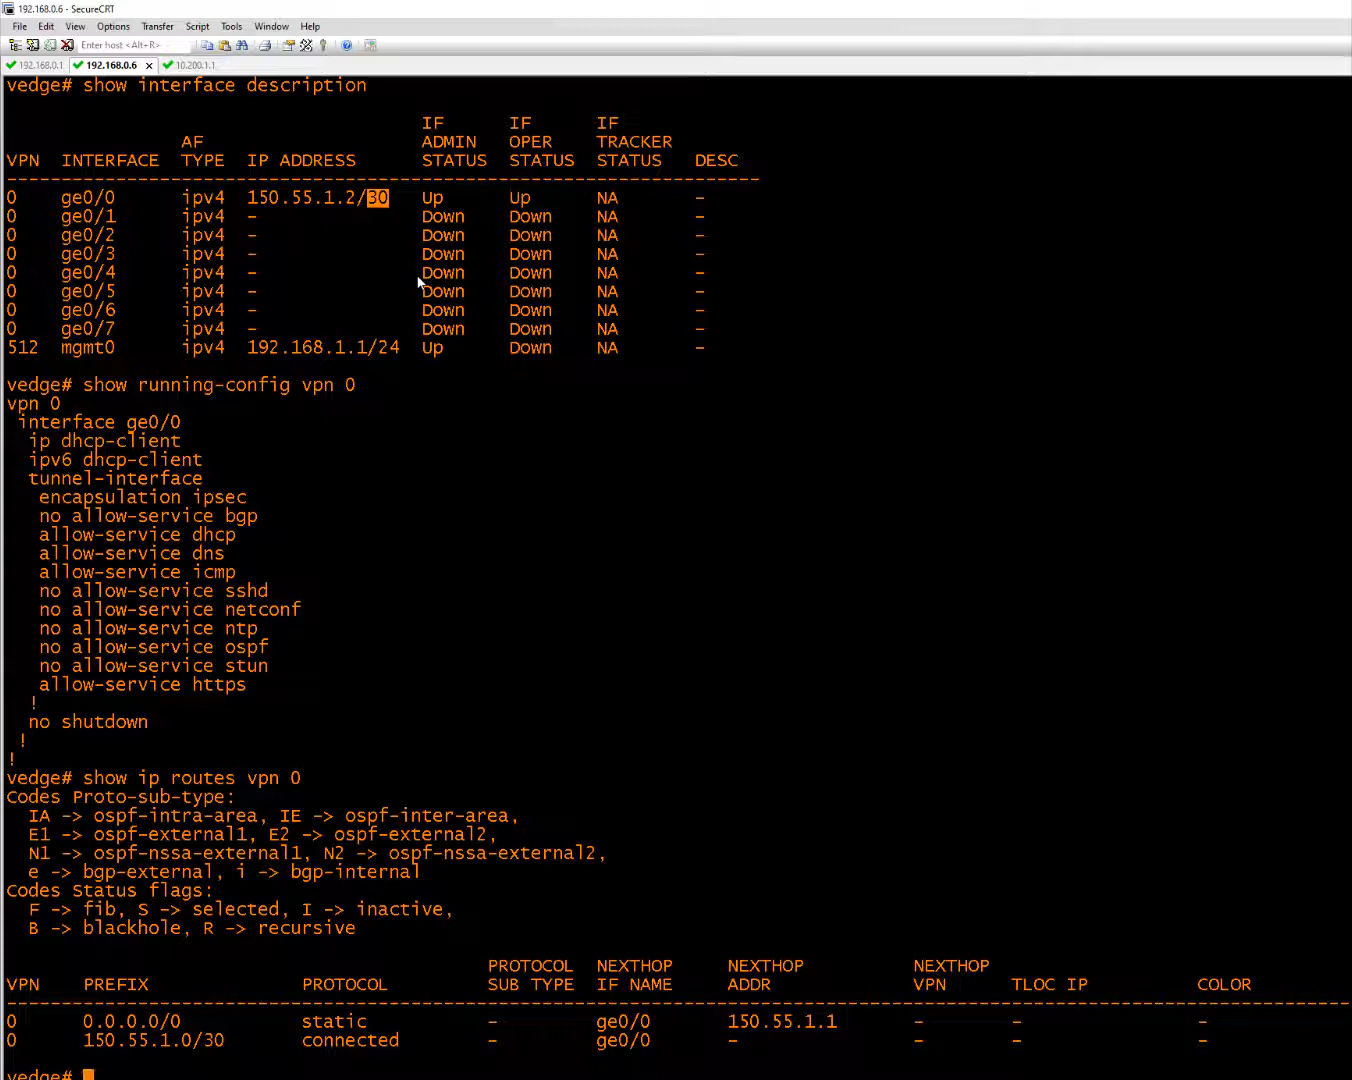 192.168.0.6 - SecureCRT
File Edit View Options Transfer Script Tools Window Help
Enter host <Alt+R>
192.168.0.1 192.168.0.6 × 10.200.1.1
vedge# show interface description
IF IF IF
AF ADMIN OPER TRACKER
VPN INTERFACE TYPE IP ADDRESS STATUS STATUS STATUS DESC
----------------------------------------------------------------------
0 ge0/0 ipv4 150.55.1.2/30 Up Up NA -
0 ge0/1 ipv4 - Down Down NA -
0 ge0/2 ipv4 - Down Down NA -
0 ge0/3 ipv4 - Down Down NA -
0 ge0/4 ipv4 - Down Down NA -
0 ge0/5 ipv4 - Down Down NA -
0 ge0/6 ipv4 - Down Down NA -
0 ge0/7 ipv4 - Down Down NA -
512 mgmt0 ipv4 192.168.1.1/24 Up Down NA -
vedge# show running-config vpn 0
vpn 0
interface ge0/0
ip dhcp-client
ipv6 dhcp-client
tunnel-interface
encapsulation ipsec
no allow-service bgp
allow-service dhcp
allow-service dns
allow-service icmp
no allow-service sshd
no allow-service netconf
no allow-service ntp
no allow-service ospf
no allow-service stun
allow-service https
!
no shutdown
!
!
vedge# show ip routes vpn 0
Codes Proto-sub-type:
IA -> ospf-intra-area, IE -> ospf-inter-area,
E1 -> ospf-external1, E2 -> ospf-external2,
N1 -> ospf-nssa-external1, N2 -> ospf-nssa-external2,
e -> bgp-external, i -> bgp-internal
Codes Status flags:
F -> fib, S -> selected, I -> inactive,
B -> blackhole, R -> recursive
PROTOCOL NEXTHOP NEXTHOP NEXTHOP
VPN PREFIX PROTOCOL SUB TYPE IF NAME ADDR VPN TLOC IP COLOR
----------------------------------------------------------------------
0 0.0.0.0/0 static - ge0/0 150.55.1.1 - - -
0 150.55.1.0/30 connected - ge0/0 - - - -
vedge#